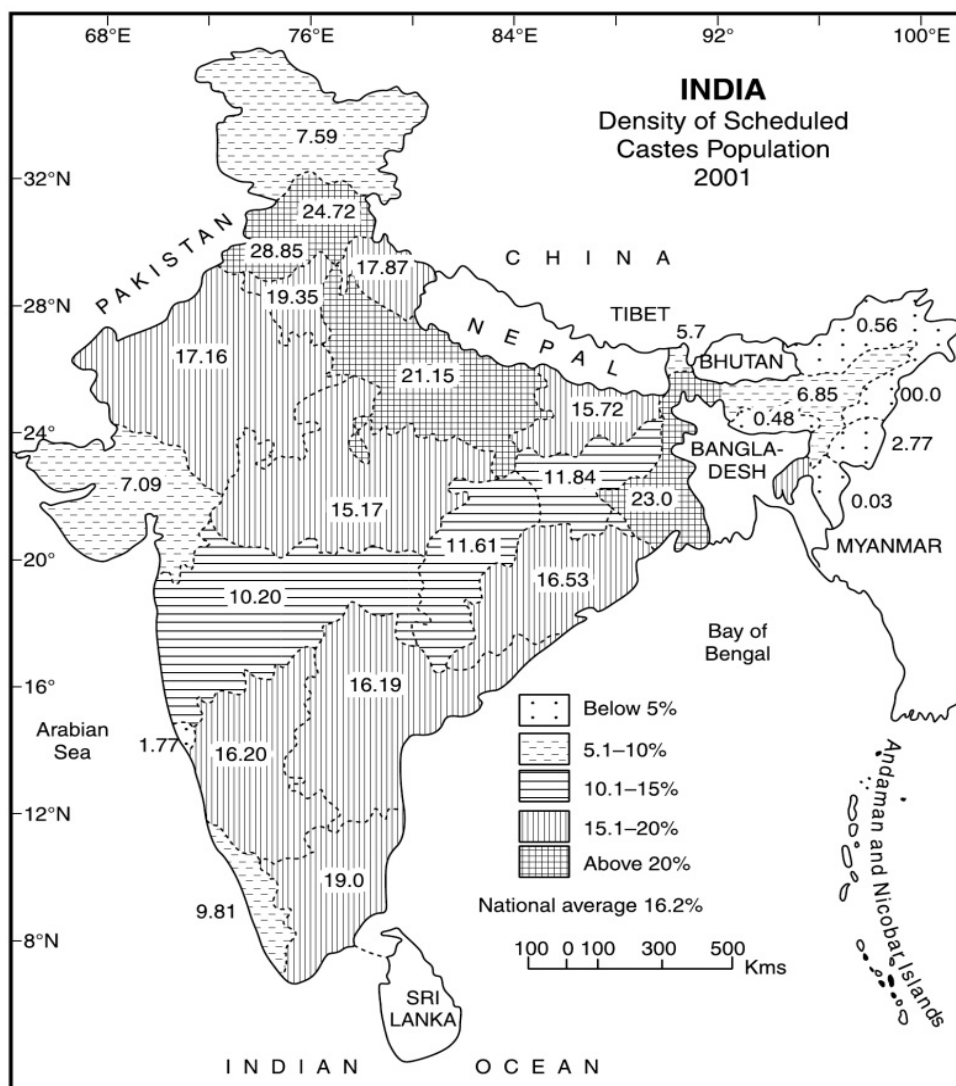 68°E 76°E 84°E 92°E 100°E
INDIA
Density of Scheduled
Castes Population
2001
7.59
32°N
24.72
PAKISTAN
28.85
CHINA
17.87
19.35
28°N
TIBET
NEPAL
5.7
BHUTAN
0.56
17.16
21.15
6.85
00.0
15.72
0.48
24°N
BANGLA-
DESH
2.77
7.09
11.84
23.0
0.03
15.17
20°N
11.61
MYANMAR
16.53
10.20
Bay of
Bengal
16.19
16°N
Arabian
Sea
1.77
16.20
Below 5%
5.1–10%
10.1–15%
15.1–20%
Above 20%
National average 16.2%
12°N
19.0
9.81
8°N
100 0 100 300 500
Kms
Andaman and Nicobar Islands
SRI
LANKA
INDIAN OCEAN